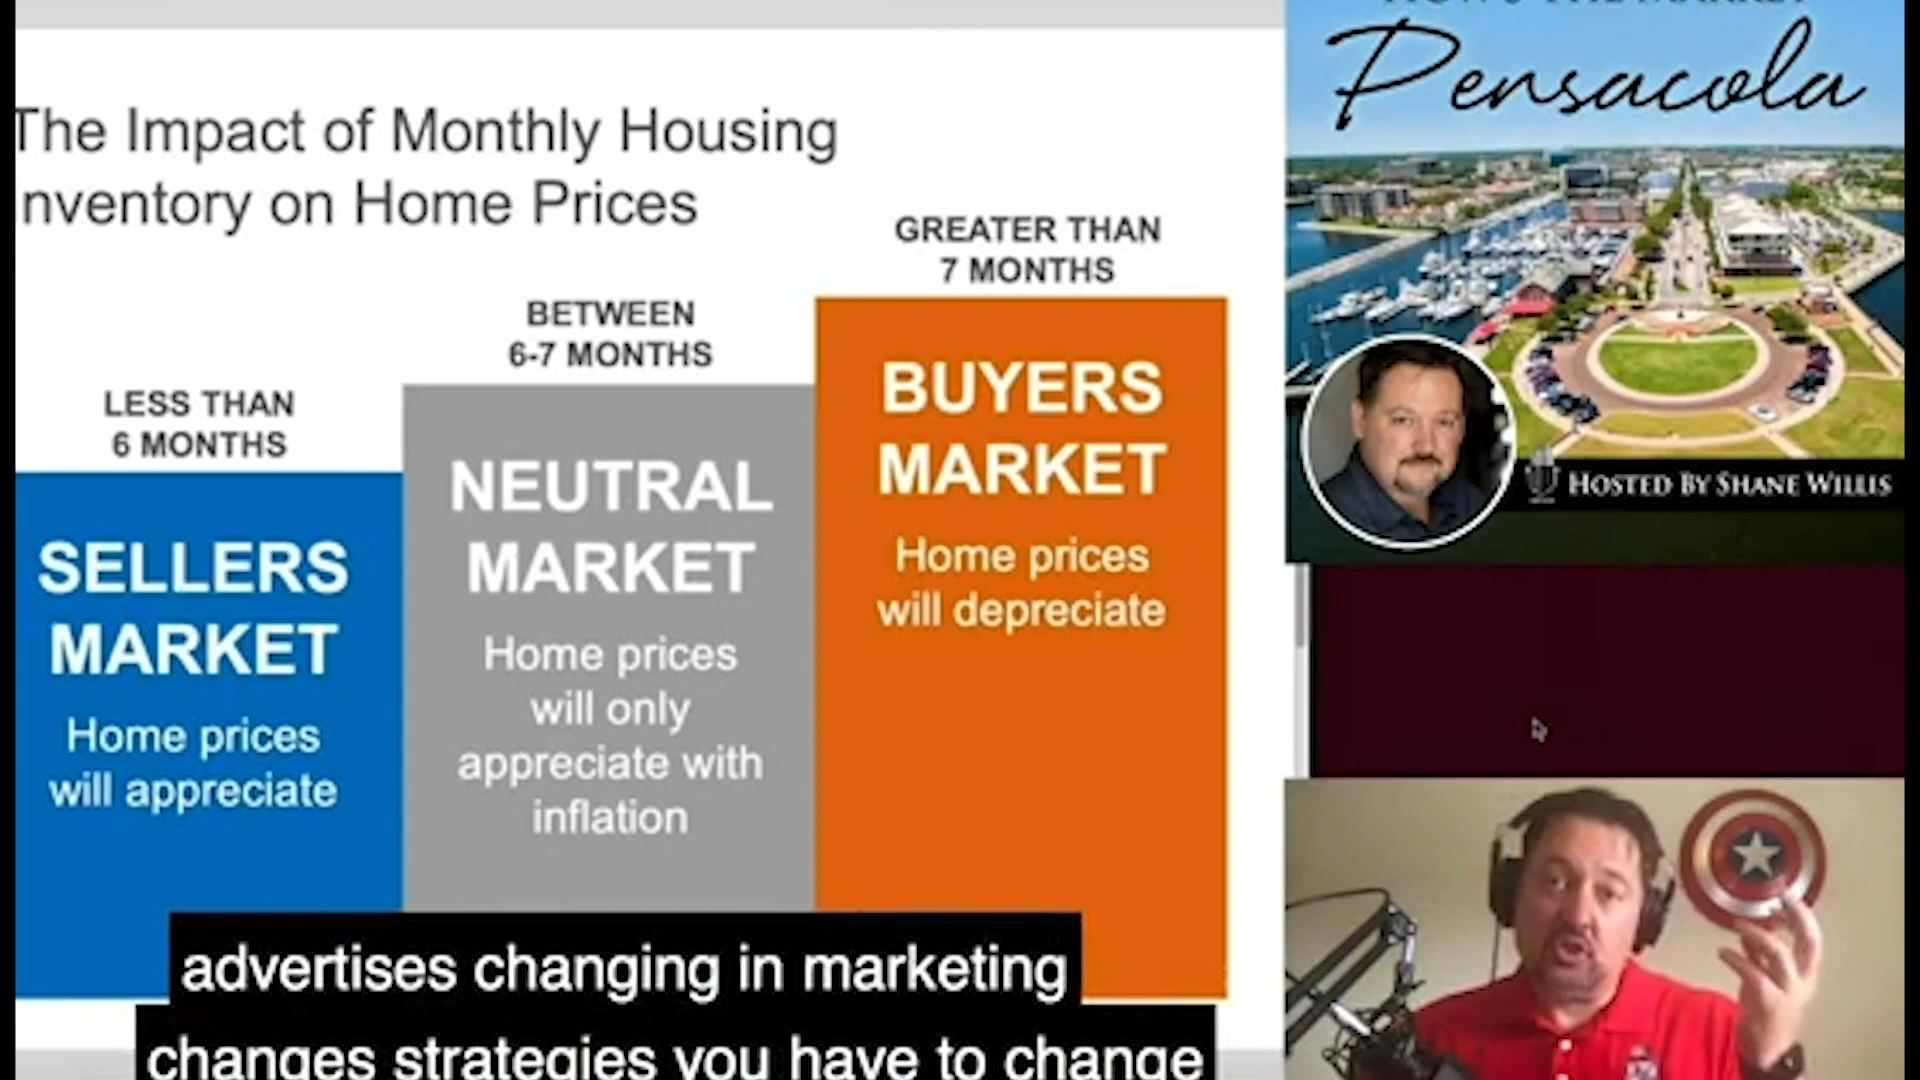 The Impact of Monthly Housing
nventory on Home Prices
LESS THAN
6 MONTHS
SELLERS
MARKET
Home prices
will appreciate
BETWEEN
6-7 MONTHS
NEUTRAL
MARKET
Home prices
will only
appreciate with
inflation
GREATER THAN
7 MONTHS
BUYERS
MARKET
Home prices
will depreciate
Pensacola
HOSTED BY SHANE WILLIS
advertises changing in marketing
changes strategies you have to change